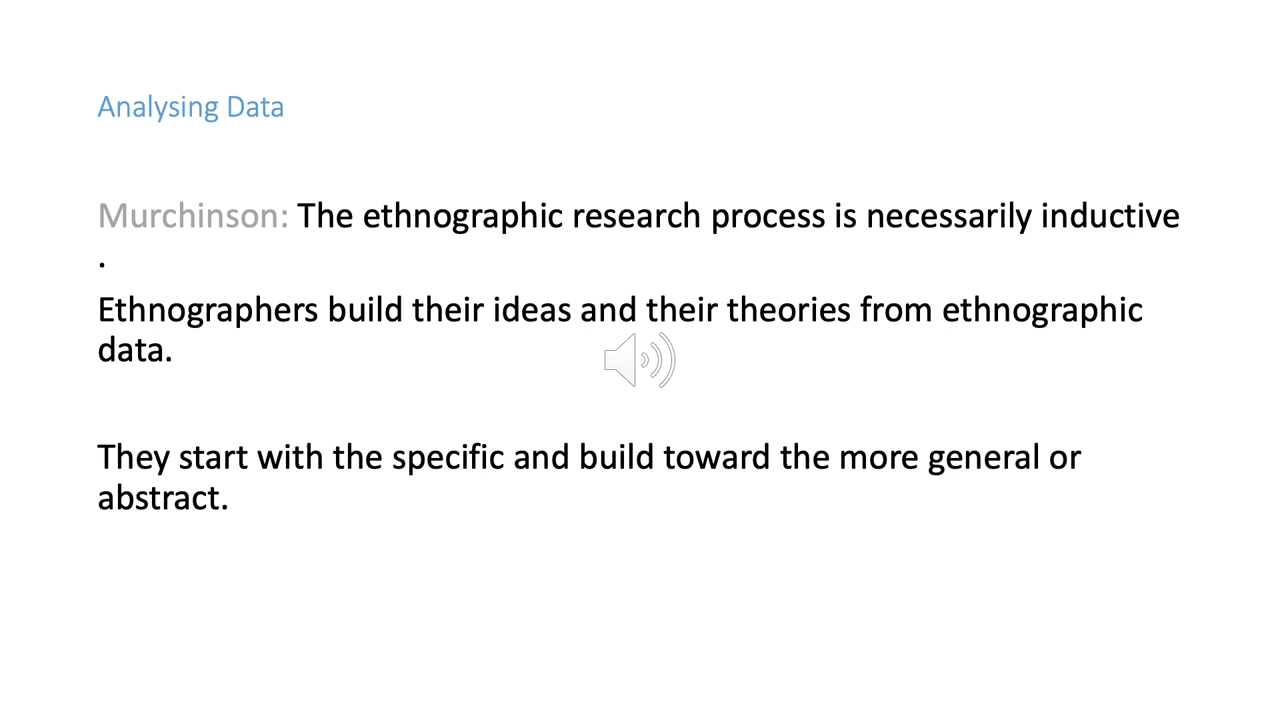 Analysing Data
Murchinson: The ethnographic research process is necessarily inductive
.
Ethnographers build their ideas and their theories from ethnographic
data.
They start with the specific and build toward the more general or
abstract.